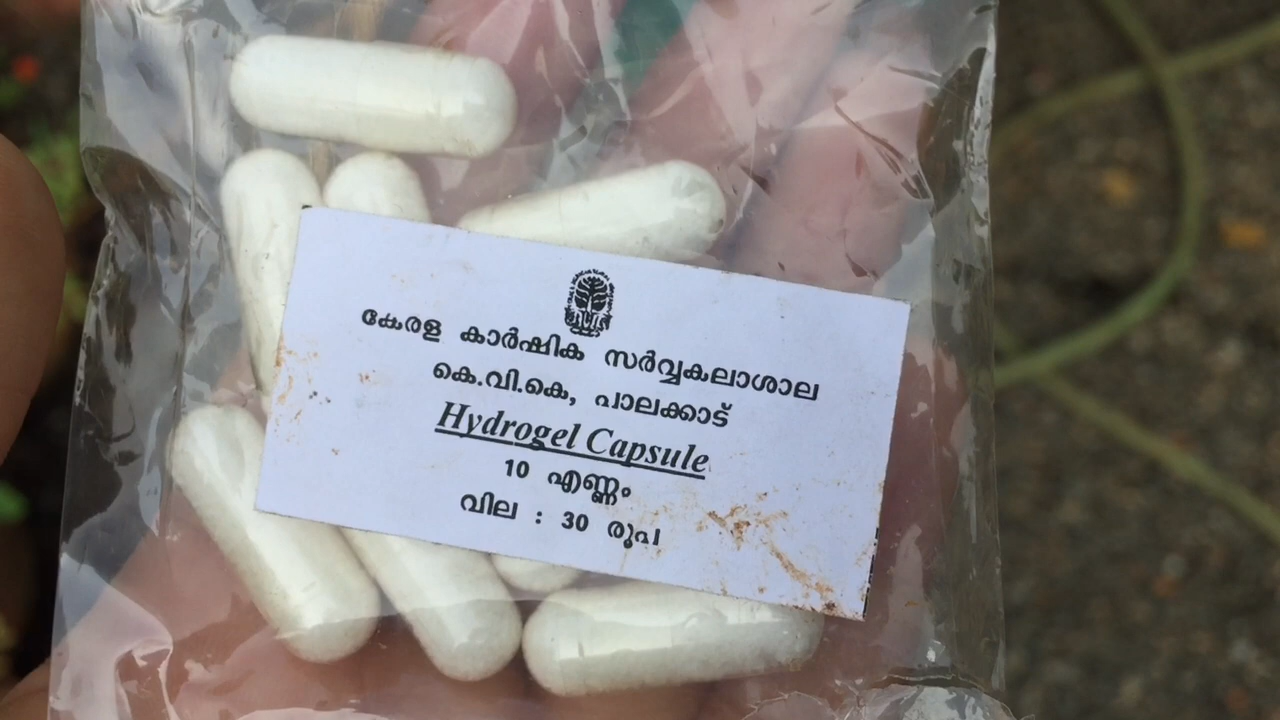 കേരള കാർഷിക സർവ്വകലാശാല
കെ.വി.കെ, പാലക്കാട്
Hydrogel Capsule
10 എണ്ണം
വില : 30 രൂപ